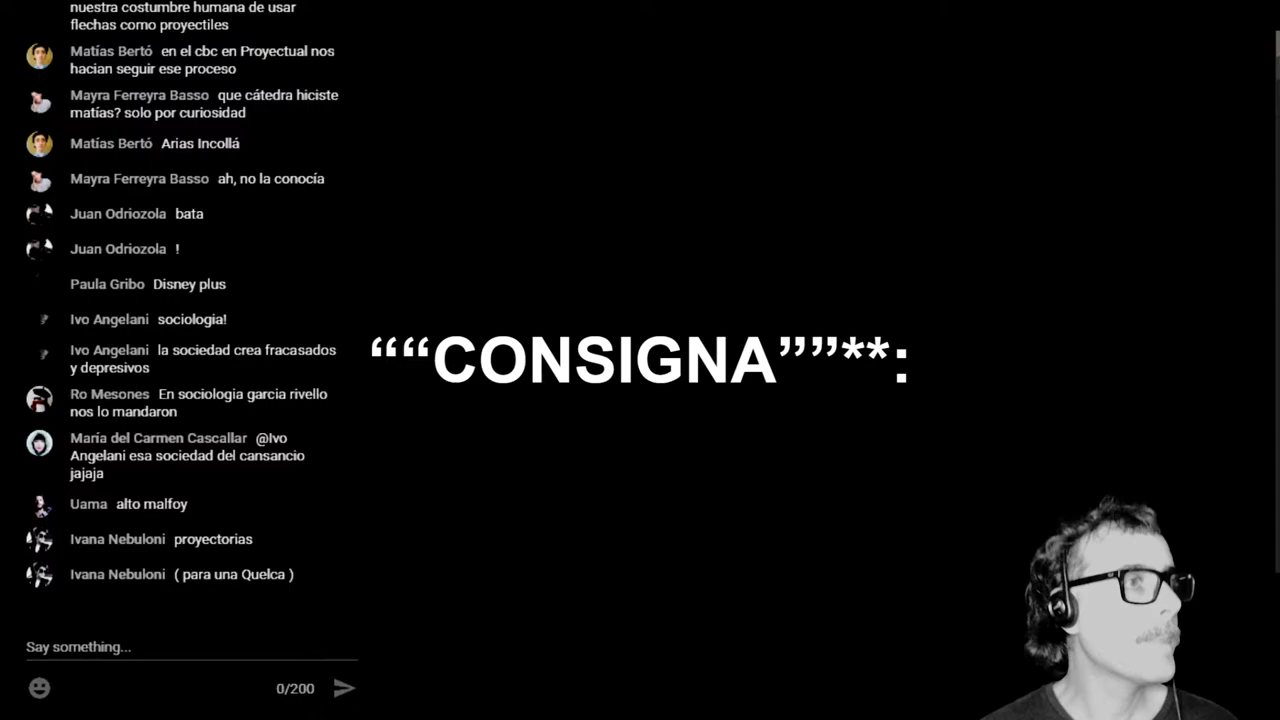 nuestra costumbre humana de usar
flechas como proyectiles
Matías Bertó en el cbc en Proyectual nos
hacian seguir ese proceso
Mayra Ferreyra Basso que cátedra hiciste
matías? solo por curiosidad
Matías Bertó Arias Incollá
Mayra Ferreyra Basso ah, no la conocía
Juan Odriozola bata
Juan Odriozola !
Paula Gribo Disney plus
Ivo Angelani sociologia!
Ivo Angelani la sociedad crea fracasados
y depresivos
Ro Mesones En sociologia garcia rivello
nos lo mandaron
María del Carmen Cascallar @Ivo
Angelani esa sociedad del cansancio
jajaja
Uama alto malfoy
Ivana Nebuloni proyectorias
Ivana Nebuloni ( para una Quelca )
Say something...
0/200
““CONSIGNA””**: